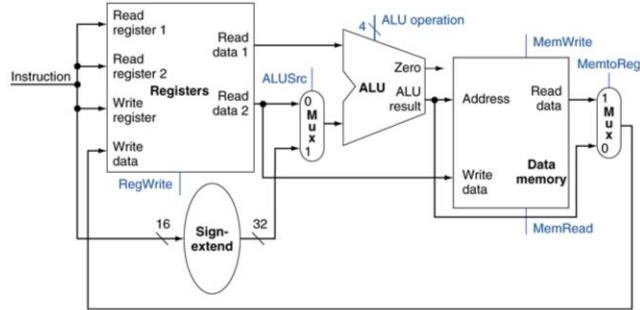 Instruction
Read
register 1
Read
register 2
Write
register
Write
data
Registers
Read
data 1
Read
data 2
RegWrite
16
Sign-
extend
32
ALUSrc
0
M
u
x
1
4
ALU operation
Zero
ALU
ALU
result
MemWrite
Address
Read
data
Write
data
Data
memory
MemRead
MemtoReg
1
M
u
x
0